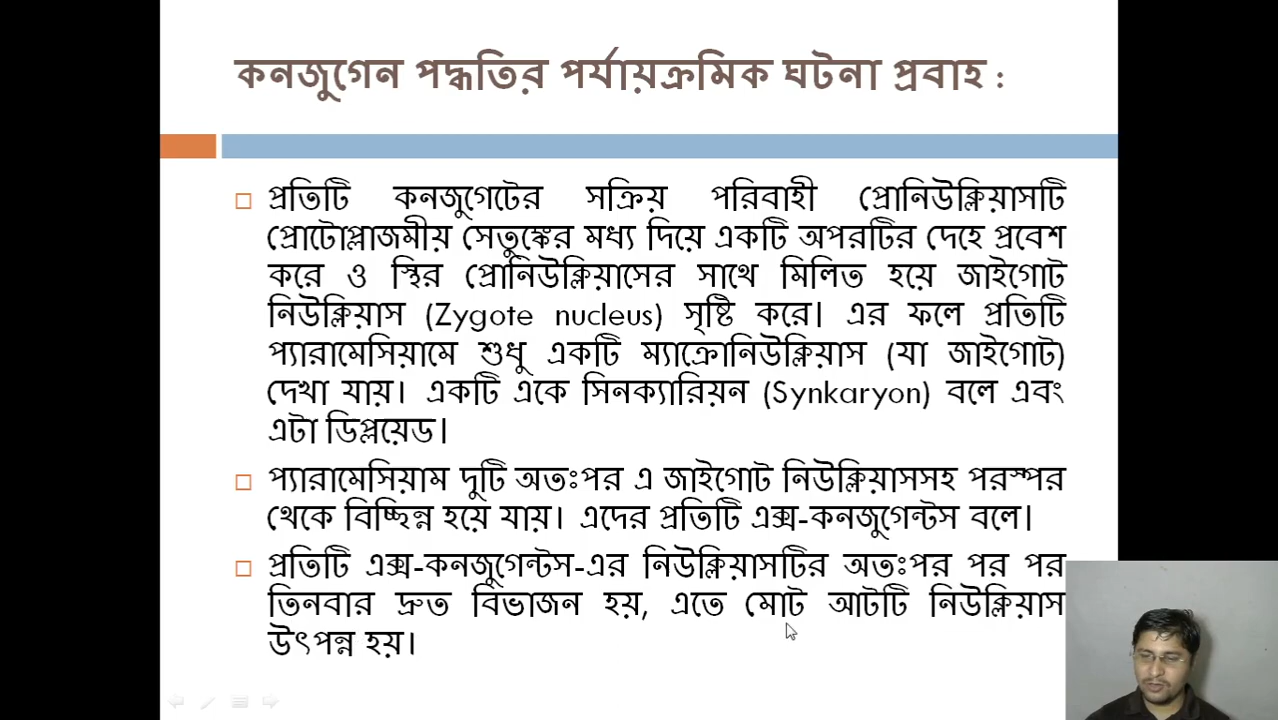 কনজুগেন পদ্ধতির পর্যায়ক্রমিক ঘটনা প্রবাহ :
প্রতিটি কনজুগেটের সক্রিয় পরিবাহী প্রোনিউক্লিয়াসটি
প্রোটোপ্লাজমীয় সেতুঙ্কের মধ্য দিয়ে একটি অপরটির দেহে প্রবেশ
করে ও স্থির প্রোনিউক্লিয়াসের সাথে মিলিত হয়ে জাইগোট
নিউক্লিয়াস (Zygote nucleus) সৃষ্টি করে। এর ফলে প্রতিটি
প্যারামেসিয়ামে শুধু একটি ম্যাক্রোনিউক্লিয়াস (যা জাইগোট)
দেখা যায়। একটি একে সিনক্যারিয়ন (Synkaryon) বলে এবং
এটা ডিপ্লয়েড।
প্যারামেসিয়াম দুটি অতঃপর এ জাইগোট নিউক্লিয়াসসহ পরস্পর
থেকে বিচ্ছিন্ন হয়ে যায়। এদের প্রতিটি এক্স-কনজুগেন্টস বলে।
প্রতিটি এক্স-কনজুগেন্টস-এর নিউক্লিয়াসটির অতঃপর পর পর
তিনবার দ্রুত বিভাজন হয়, এতে মোট আটটি নিউক্লিয়াস
উৎপন্ন হয়।